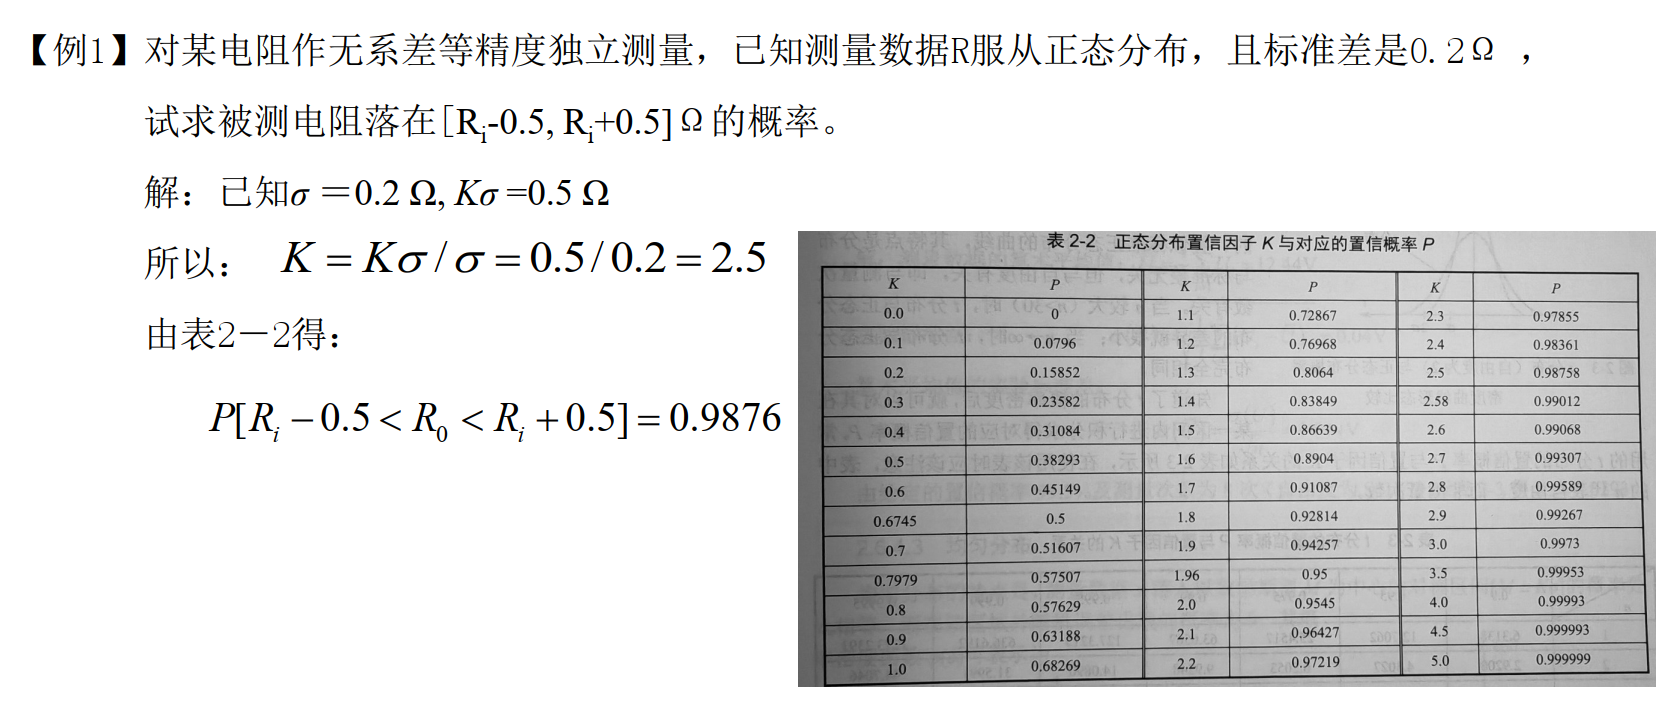 【例1】对某电阻作无系差等精度独立测量，已知测量数据R服从正态分布，且标准差是0.2Ω ，
试求被测电阻落在[Ri-0.5, Ri+0.5]Ω的概率。
解：已知σ＝0.2 Ω, Kσ=0.5 Ω
所以： K = Kσ/σ = 0.5/0.2 = 2.5
由表2－2得：
P[Ri − 0.5 < R0 < Ri + 0.5] = 0.9876
表 2-2 正态分布置信因子 K 与对应的置信概率 P
K P K P K P
0.0 0 1.1 0.72867 2.3 0.97855
0.1 0.0796 1.2 0.76968 2.4 0.98361
0.2 0.15852 1.3 0.8064 2.5 0.98758
0.3 0.23582 1.4 0.83849 2.58 0.99012
0.4 0.31084 1.5 0.86639 2.6 0.99068
0.5 0.38293 1.6 0.8904 2.7 0.99307
0.6 0.45149 1.7 0.91087 2.8 0.99589
0.6745 0.5 1.8 0.92814 2.9 0.99267
0.7 0.51607 1.9 0.94257 3.0 0.9973
0.7979 0.57507 1.96 0.95 3.5 0.99953
0.8 0.57629 2.0 0.9545 4.0 0.99993
0.9 0.63188 2.1 0.96427 4.5 0.999993
1.0 0.68269 2.2 0.97219 5.0 0.999999